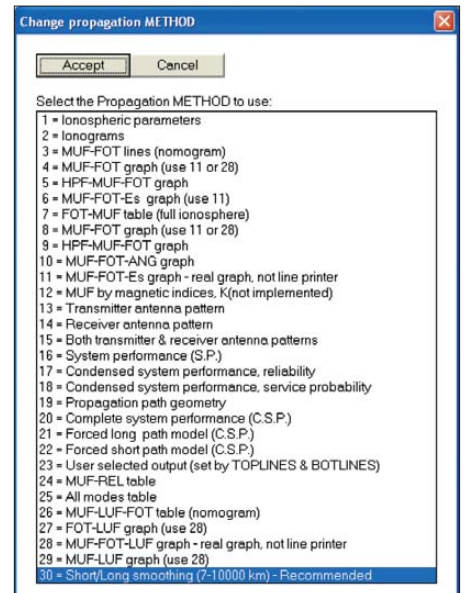 Change propagation METHOD
Accept Cancel
Select the Propagation METHOD to use:
1 = Ionospheric parameters
2 = Ionograms
3 = MUF-FOT lines (nomogram)
4 = MUF-FOT graph (use 11 or 28)
5 = HPF-MUF-FOT graph
6 = MUF-FOT-Es graph (use 11)
7 = FOT-MUF table (full ionosphere)
8 = MUF-FOT graph (use 11 or 28)
9 = HPF-MUF-FOT graph
10 = MUF-FOT-ANG graph
11 = MUF-FOT-Es graph - real graph, not line printer
12 = MUF by magnetic indices, K(not implemented)
13 = Transmitter antenna pattern
14 = Receiver antenna pattern
15 = Both transmitter & receiver antenna patterns
16 = System performance (S.P.)
17 = Condensed system performance, reliability
18 = Condensed system performance, service probability
19 = Propagation path geometry
20 = Complete system performance (C.S.P.)
21 = Forced long path model (C.S.P.)
22 = Forced short path model (C.S.P.)
23 = User selected output (set by TOPLINES & BOTLINES)
24 = MUF-REL table
25 = All modes table
26 = MUF-LUF-FOT table (nomogram)
27 = FOT-LUF graph (use 28)
28 = MUF-FOT-LUF graph - real graph, not line printer
29 = MUF-LUF graph (use 28)
30 = Short/Long smoothing (7-10000 km) - Recommended